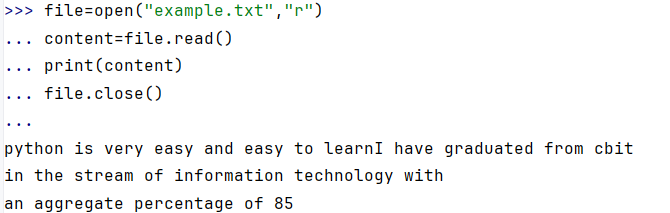 >>> file=open("example.txt","r")
... content=file.read()
... print(content)
... file.close()
...
python is very easy and easy to learnI have graduated from cbit
in the stream of information technology with
an aggregate percentage of 85